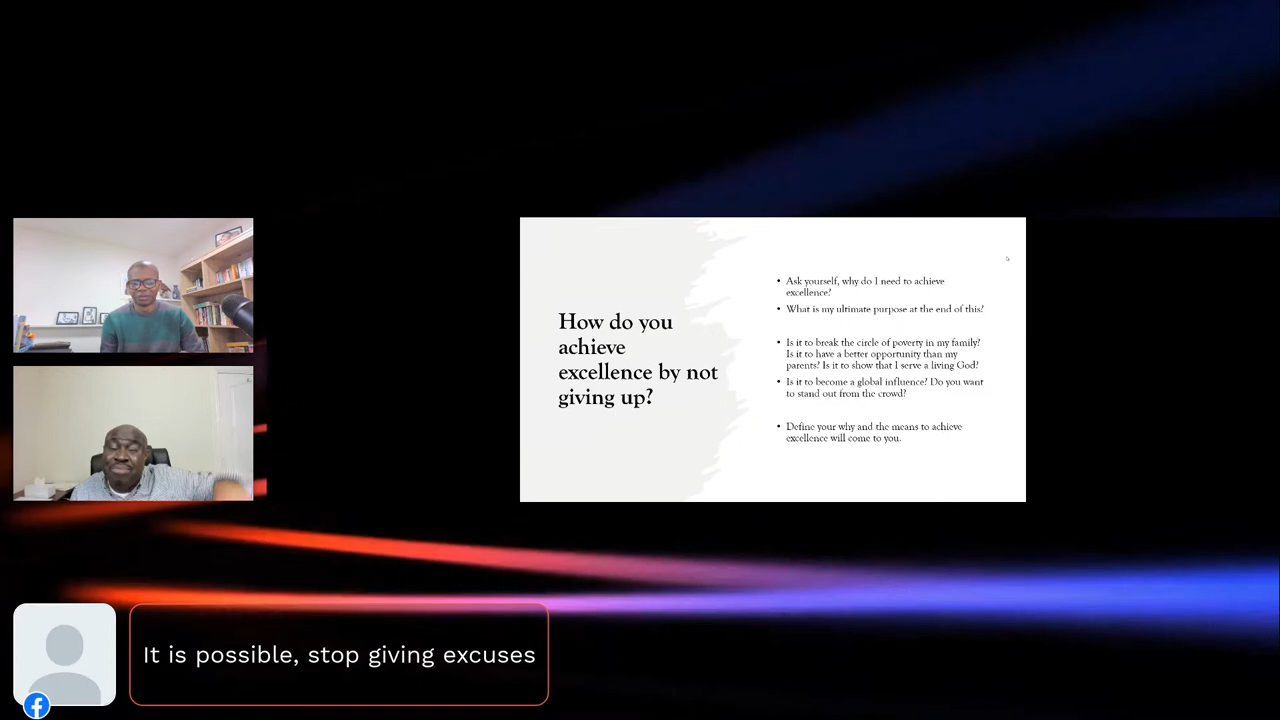 How do you
achieve
excellence by not
giving up?
• Ask yourself, why do I need to achieve
excellence?
• What is my ultimate purpose at the end of this?
• Is it to break the circle of poverty in my family?
Is it to have a better opportunity than my
parents? Is it to show that I serve a living God?
• Is it to become a global influence? Do you want
to stand out from the crowd?
• Define your why and the means to achieve
excellence will come to you.
It is possible, stop giving excuses